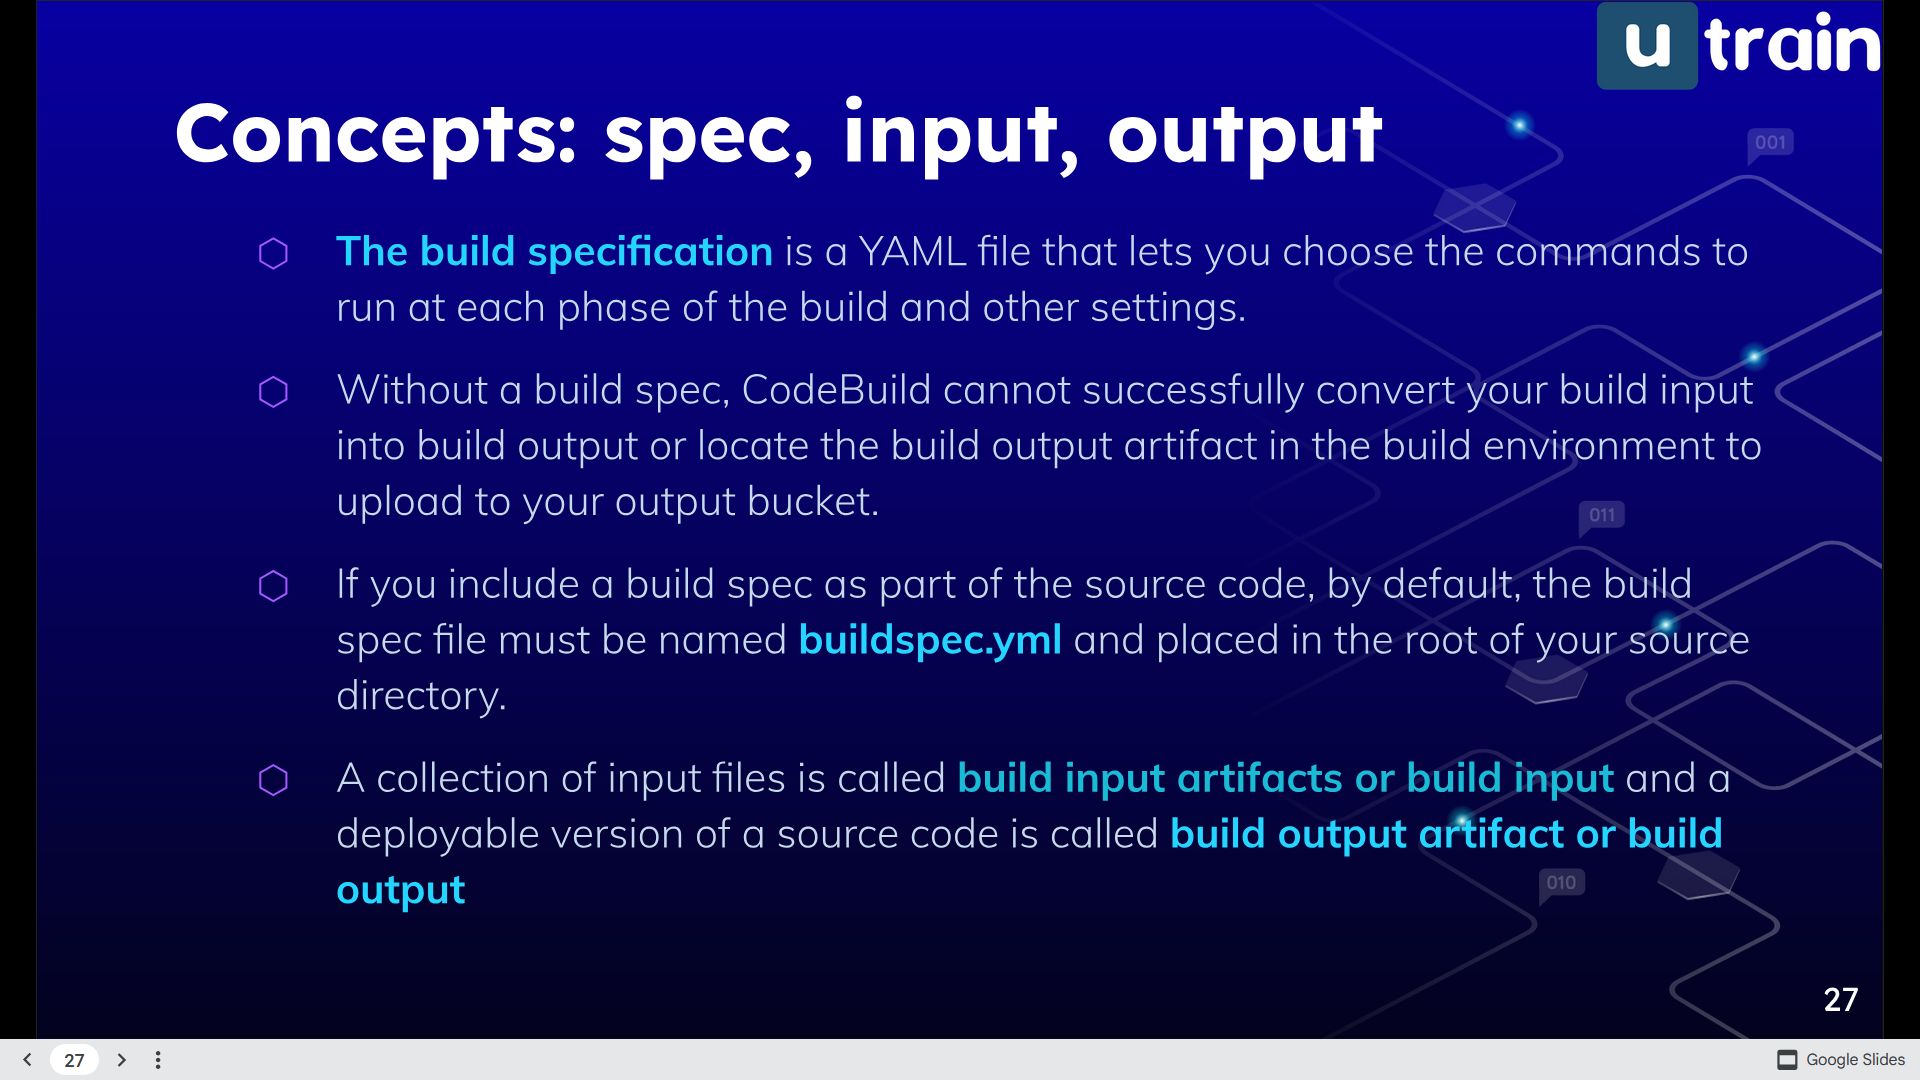 u train
Concepts: spec, input, output
001
The build specification is a YAML file that lets you choose the commands to
run at each phase of the build and other settings.
Without a build spec, CodeBuild cannot successfully convert your build input
into build output or locate the build output artifact in the build environment to
upload to your output bucket.
011
If you include a build spec as part of the source code, by default, the build
spec file must be named buildspec.yml and placed in the root of your source
directory.
A collection of input files is called build input artifacts or build input and a
deployable version of a source code is called build output artifact or build
output
010
27
27
Google Slides